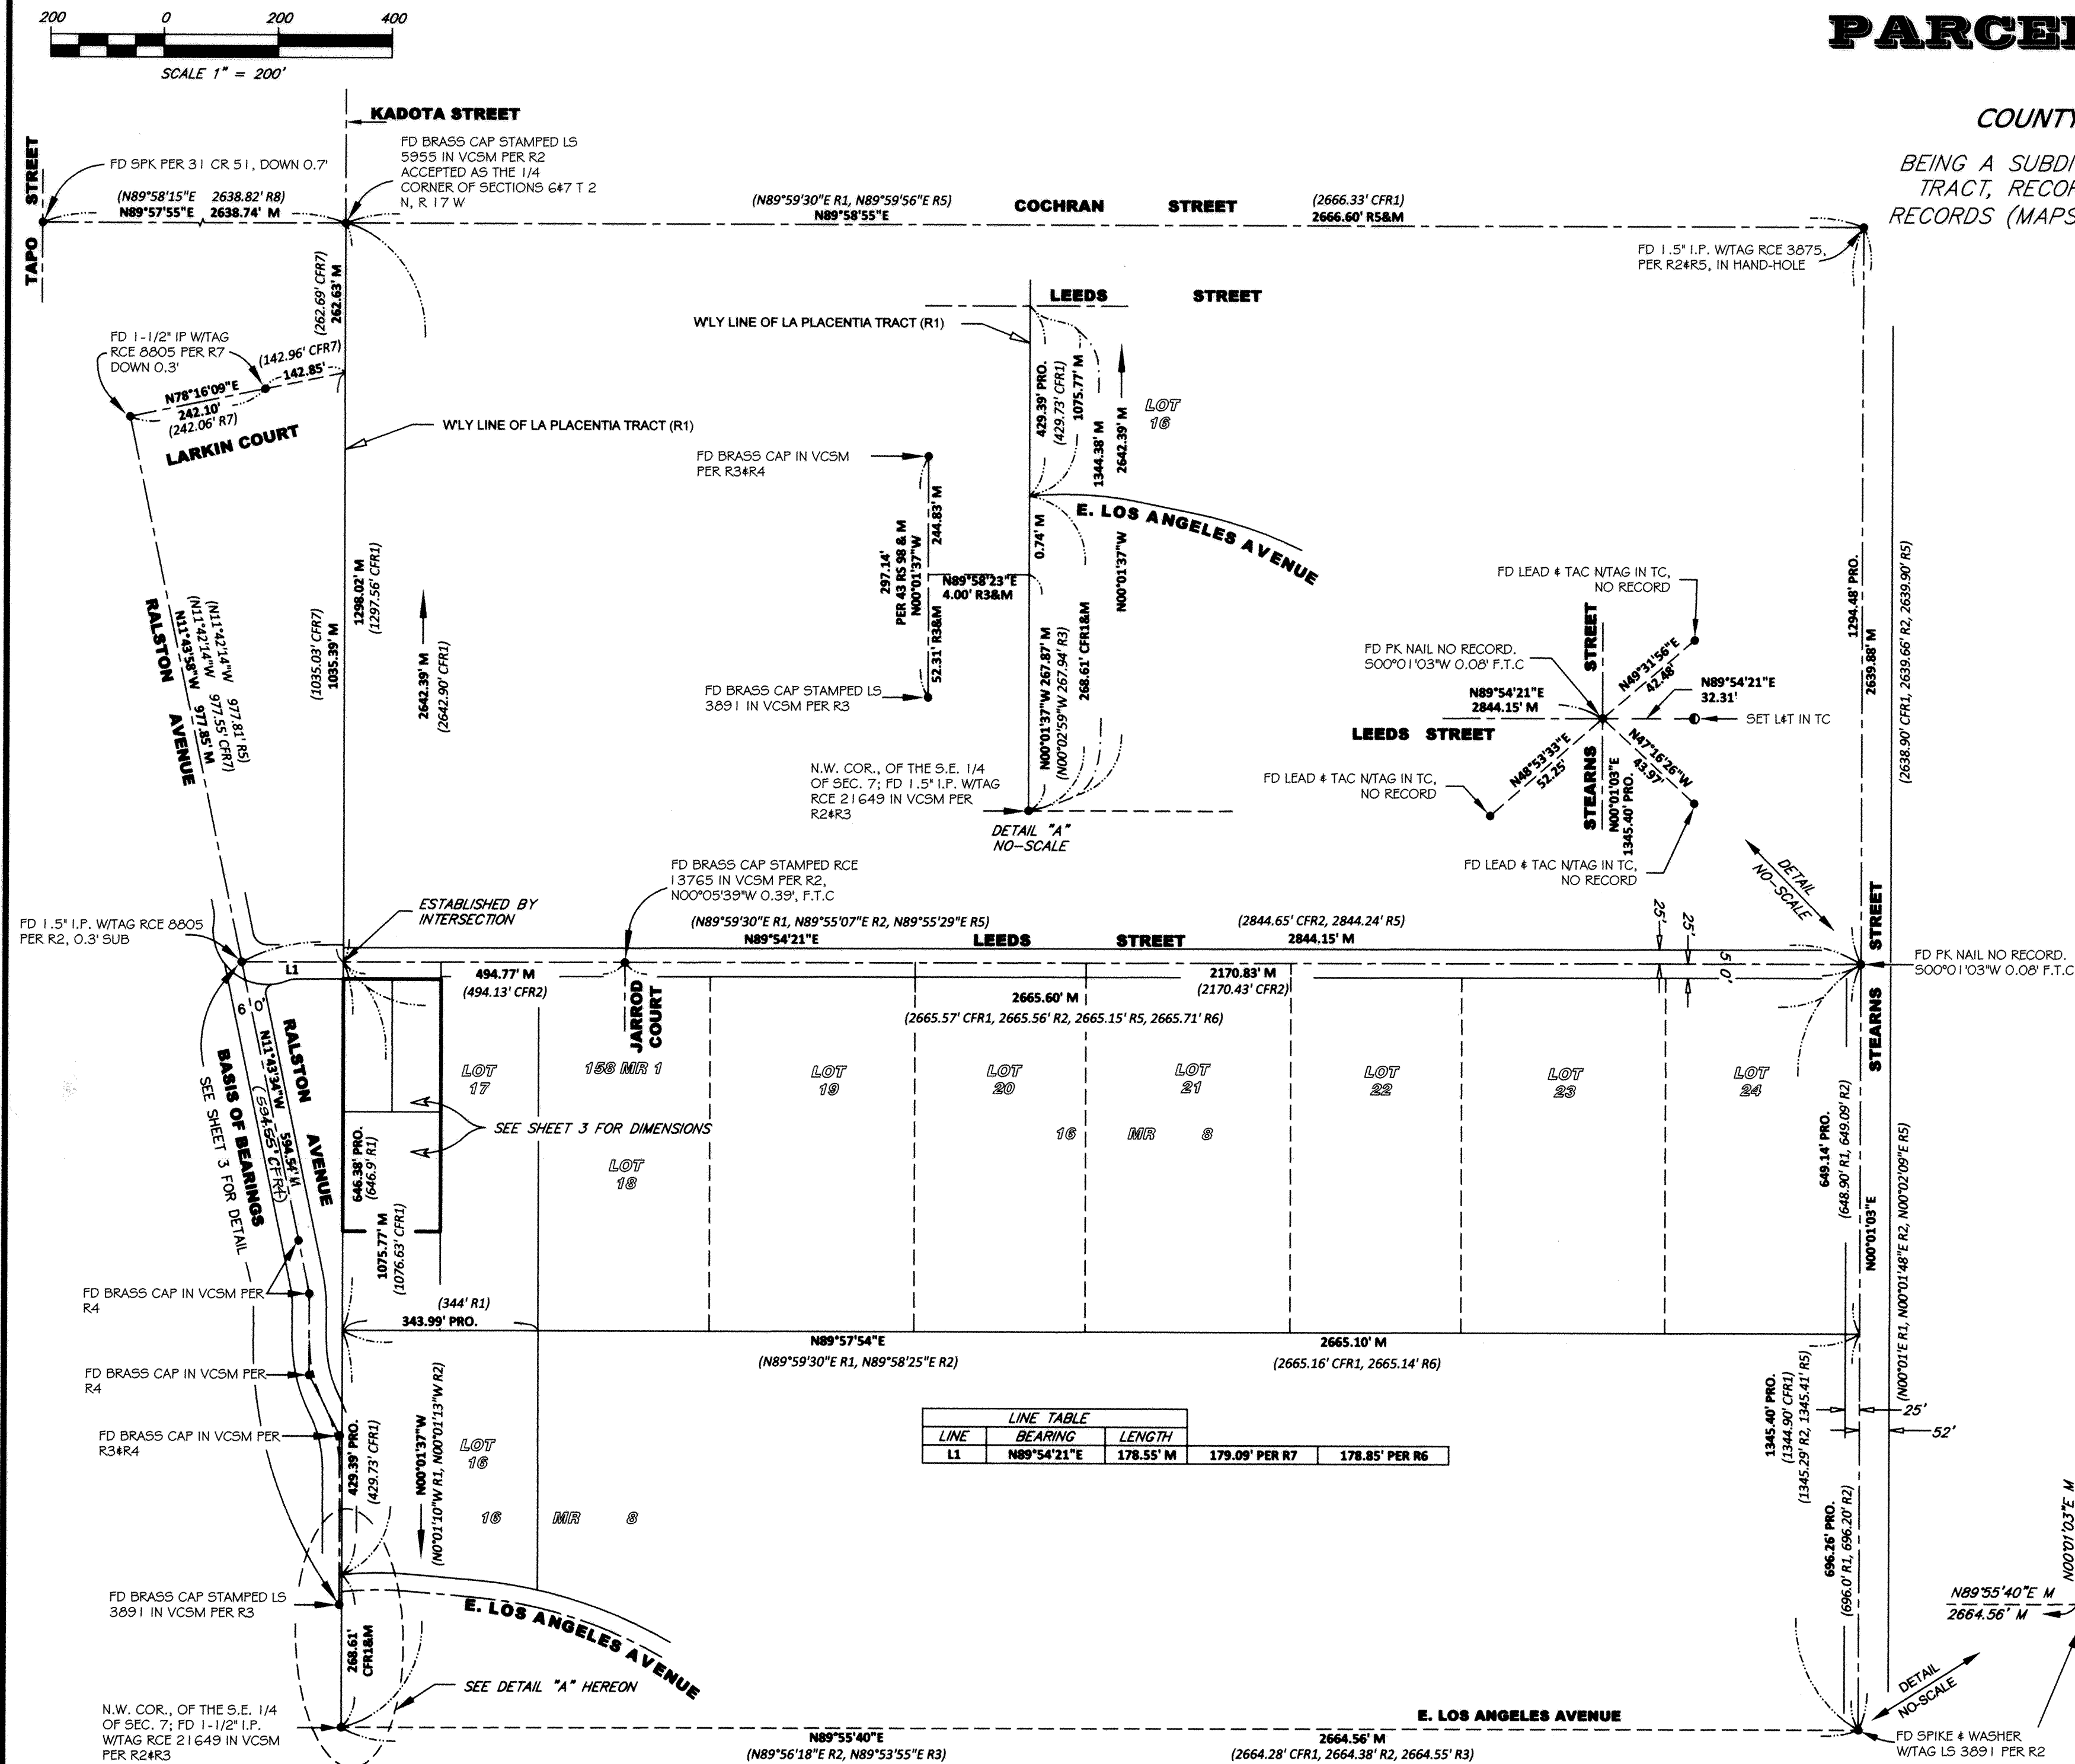 200 0 200 400
SCALE 1" = 200'
PARCEL
COUNTY
BEING A SUBDI
TRACT, RECOR
RECORDS (MAPS
KADOTA STREET
TAPO STREET
FD SPK PER 31 CR 51, DOWN 0.7'
(N89°58'15"E 2638.82' R8)
N89°57'55"E 2638.74' M
FD BRASS CAP STAMPED LS
5955 IN VCSM PER R2
ACCEPTED AS THE 1/4
CORNER OF SECTIONS 6&7 T 2
N, R 17 W
(N89°59'30"E R1, N89°59'56"E R5)
N89°58'55"E
COCHRAN STREET
(2666.33' CFR1)
2666.60' R5&M
FD 1.5" I.P. W/TAG RCE 3875,
PER R2&R5, IN HAND-HOLE
(262.69' CFR7)
262.63' M
FD 1-1/2" IP W/TAG
RCE 8805 PER R7
DOWN 0.3'
(142.96' CFR7)
142.85'
N78°16'09"E
242.10'
(242.06' R7)
LARKIN COURT
W'LY LINE OF LA PLACENTIA TRACT (R1)
LEEDS STREET
W'LY LINE OF LA PLACENTIA TRACT (R1)
429.39' PRO.
(429.73' CFR1)
1075.77' M
1344.38' M
2642.39' M
LOT
16
FD BRASS CAP IN VCSM
PER R3&R4
E. LOS ANGELES AVENUE
297.14'
PER 43 RS 98 & M
N00°01'37"W
244.83' M
52.31' R3&M
N89°58'23"E
4.00' R3&M
0.74' M
N00°01'37"W 267.87' M
(N00°02'59"W 267.94' R3)
268.61' CFR1&M
N00°01'37"W
FD BRASS CAP STAMPED LS
3891 IN VCSM PER R3
N.W. COR., OF THE S.E. 1/4
OF SEC. 7; FD 1.5" I.P. W/TAG
RCE 21649 IN VCSM PER
R2&R3
DETAIL "A"
NO-SCALE
RALSTON AVENUE
(N11°42'14"W 977.81' R5)
(N11°42'14"W 977.55' CFR7)
N11°43'58"W 977.85' M
(1035.03' CFR7)
1035.39' M
1298.02' M
(1297.56' CFR1)
2642.39' M
(2642.90' CFR1)
FD LEAD & TAC N/TAG IN TC,
NO RECORD
FD PK NAIL NO RECORD.
S00°01'03"W 0.08' F.T.C
N89°54'21"E
2844.15' M
LEEDS STREET
STREET
N49°31'56"E
42.48'
N89°54'21"E
32.31'
SET L&T IN TC
N48°53'33"E
52.25'
N47°16'26"W
43.97'
FD LEAD & TAC N/TAG IN TC,
NO RECORD
STEARNS
N00°01'03"E
1345.40' PRO.
FD LEAD & TAC N/TAG IN TC,
NO RECORD
DETAIL
NO-SCALE
1294.48' PRO.
2639.88' M
(2638.90' CFR1, 2639.66' R2, 2639.90' R5)
FD BRASS CAP STAMPED RCE
13765 IN VCSM PER R2,
N00°05'39"W 0.39', F.T.C
ESTABLISHED BY
INTERSECTION
FD 1.5" I.P. W/TAG RCE 8805
PER R2, 0.3' SUB
(N89°59'30"E R1, N89°55'07"E R2, N89°55'29"E R5)
N89°54'21"E
LEEDS STREET
(2844.65' CFR2, 2844.24' R5)
2844.15' M
25'
25'
50'
STEARNS STREET
FD PK NAIL NO RECORD.
S00°01'03"W 0.08' F.T.C
L1
494.77' M
(494.13' CFR2)
JARROD
COURT
2665.60' M
(2665.57' CFR1, 2665.56' R2, 2665.15' R5, 2665.71' R6)
2170.83' M
(2170.43' CFR2)
60'
RALSTON AVENUE
N11°43'34"W 594.54' M
(594.55' CFR4)
BASIS OF BEARINGS
SEE SHEET 3 FOR DETAIL
LOT
17
158 MR 1
LOT
19
LOT
20
LOT
21
LOT
22
LOT
23
LOT
24
SEE SHEET 3 FOR DIMENSIONS
16 MR 8
LOT
18
646.38' PRO.
(646.9' R1)
1075.77' M
(1076.63' CFR1)
649.14' PRO.
(648.90' R1, 649.09' R2)
N00°01'03"E
(N00°01'E R1, N00°01'48"E R2, N00°02'09"E R5)
FD BRASS CAP IN VCSM PER
R4
(344' R1)
343.99' PRO.
N89°57'54"E
(N89°59'30"E R1, N89°58'25"E R2)
2665.10' M
(2665.16' CFR1, 2665.14' R6)
FD BRASS CAP IN VCSM PER
R4
FD BRASS CAP IN VCSM PER
R3&R4
429.39' PRO.
(429.73' CFR1)
N00°01'37"W
(N0°01'10"W R1, N00°01'13"W R2)
LOT
16
16 MR 8
LINE TABLE
LINE BEARING LENGTH
L1 N89°54'21"E 178.55' M 179.09' PER R7 178.85' PER R6
1345.40' PRO.
(1344.90' CFR1)
(1345.29' R2, 1345.41' R5)
25'
52'
696.26' PRO.
(696.0' R1, 696.20' R2)
N00°01'03"E M
N89°55'40"E M
2664.56' M
DETAIL
NO-SCALE
FD BRASS CAP STAMPED LS
3891 IN VCSM PER R3
268.61'
CFR1&M
E. LOS ANGELES AVENUE
SEE DETAIL "A" HEREON
N.W. COR., OF THE S.E. 1/4
OF SEC. 7; FD 1-1/2" I.P.
W/TAG RCE 21649 IN VCSM
PER R2&R3
N89°55'40"E
(N89°56'18"E R2, N89°53'55"E R3)
E. LOS ANGELES AVENUE
2664.56' M
(2664.28' CFR1, 2664.38' R2, 2664.55' R3)
FD SPIKE & WASHER
W/TAG LS 3891 PER R2